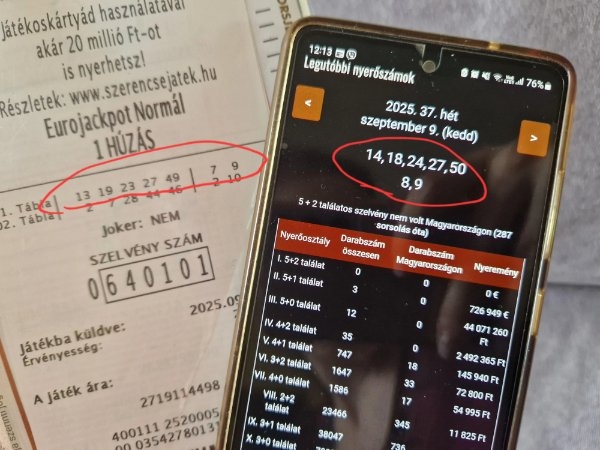 Játékoskártyád használatával
akár 20 millió Ft-ot
is nyerhetsz!
Részletek: www.szerencsejatek.hu
Eurojackpot Normál
1 HÚZÁS
1. Tábla 13 19 23 27 49 7 9
02. Tábla 2 7 28 44 46 2 10
Joker: NEM
SZELVÉNY SZÁM
0640101
2025.09
Játékba küldve:
Érvényesség:
A játék ára:
2719114498
400111 2520005
00 0354278013
12:13 76%
Legutóbbi nyerőszámok
< 2025. 37. hét >
szeptember 9. (kedd)
14, 18, 24, 27, 50
8, 9
5 + 2 találatos szelvény nem volt Magyarországon (287
sorsolás óta)
Nyerőosztály Darabszám összesen Darabszám Magyarországon Nyeremény
I. 5+2 találat 0 0 0 €
II. 5+1 találat 3 0 726 949 €
III. 5+0 találat 12 0 44 071 260 Ft
IV. 4+2 találat 35 0 2 492 365 Ft
V. 4+1 találat 747 18 145 940 Ft
VI. 3+2 találat 1647 33 72 800 Ft
VII. 4+0 találat 1586 17 54 995 Ft
VIII. 2+2 találat 23466 345 11 825 Ft
IX. 3+1 találat 38047 736
X. 3+0 találat